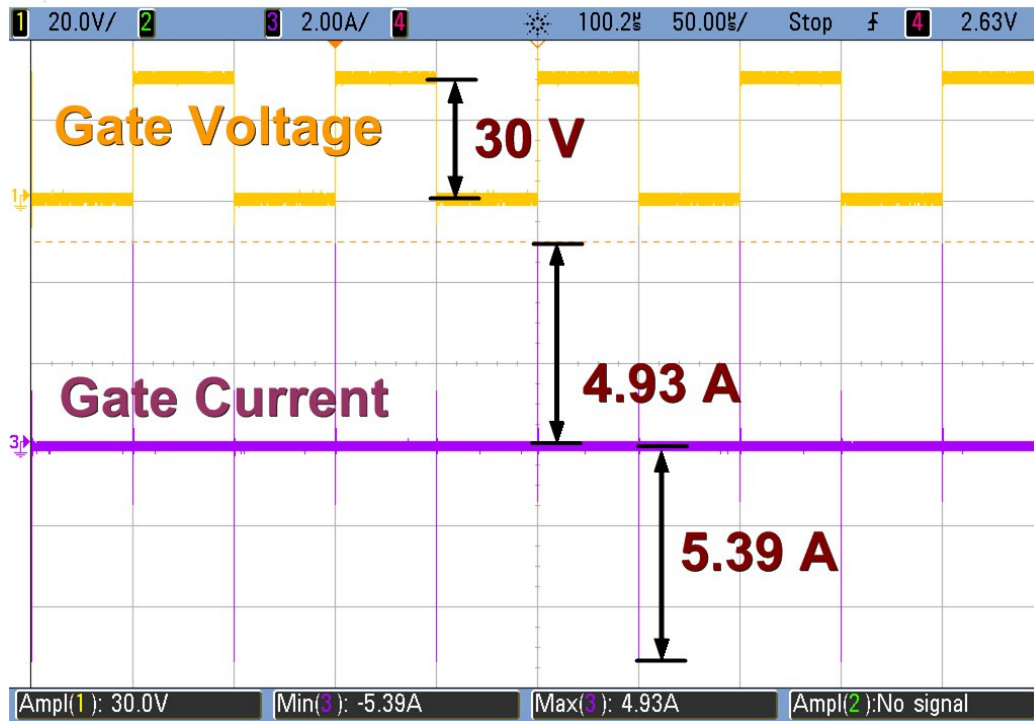 1 20.0V/ 2 3 2.00A/ 4 100.2µs 50.00µs/ Stop 4 2.63V
Gate Voltage
30 V
1
4.93 A
Gate Current
3
5.39 A
Ampl(1): 30.0V Min(3): -5.39A Max(3): 4.93A Ampl(2):No signal